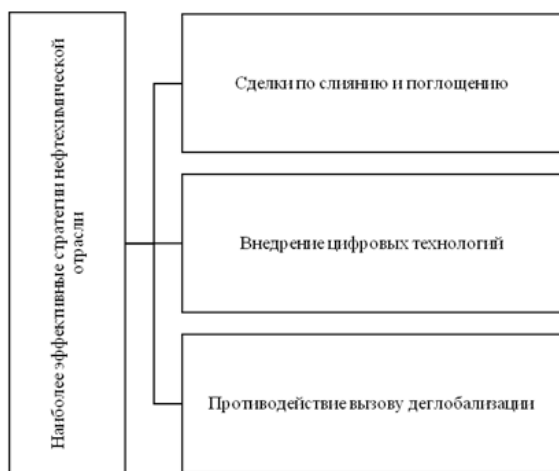 Наиболее эффективные стратегии нефтехимической
отрасли
Сделки по слиянию и поглощению
Внедрение цифровых технологий
Противодействие вызову деглобализации